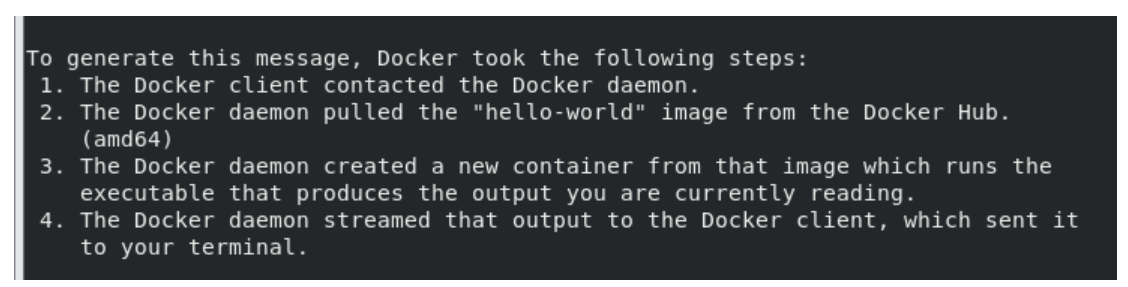 To generate this message, Docker took the following steps:
1. The Docker client contacted the Docker daemon.
2. The Docker daemon pulled the "hello-world" image from the Docker Hub.
(amd64)
3. The Docker daemon created a new container from that image which runs the
executable that produces the output you are currently reading.
4. The Docker daemon streamed that output to the Docker client, which sent it
to your terminal.